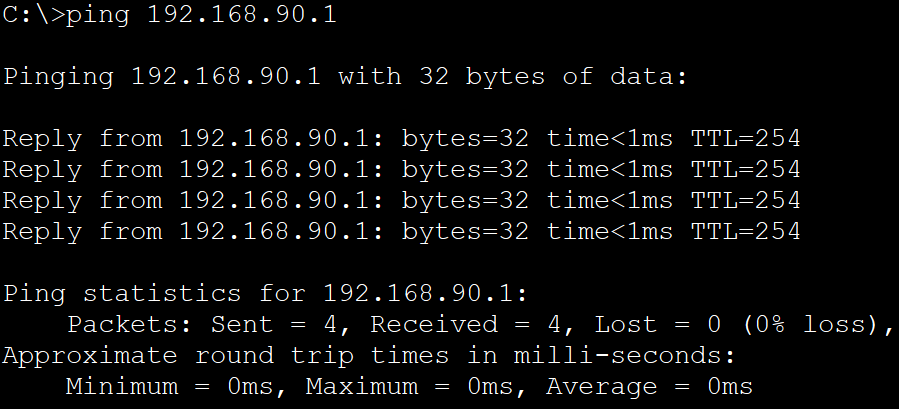 C:\>ping 192.168.90.1
Pinging 192.168.90.1 with 32 bytes of data:
Reply from 192.168.90.1: bytes=32 time<1ms TTL=254
Reply from 192.168.90.1: bytes=32 time<1ms TTL=254
Reply from 192.168.90.1: bytes=32 time<1ms TTL=254
Reply from 192.168.90.1: bytes=32 time<1ms TTL=254
Ping statistics for 192.168.90.1:
    Packets: Sent = 4, Received = 4, Lost = 0 (0% loss),
Approximate round trip times in milli-seconds:
    Minimum = 0ms, Maximum = 0ms, Average = 0ms